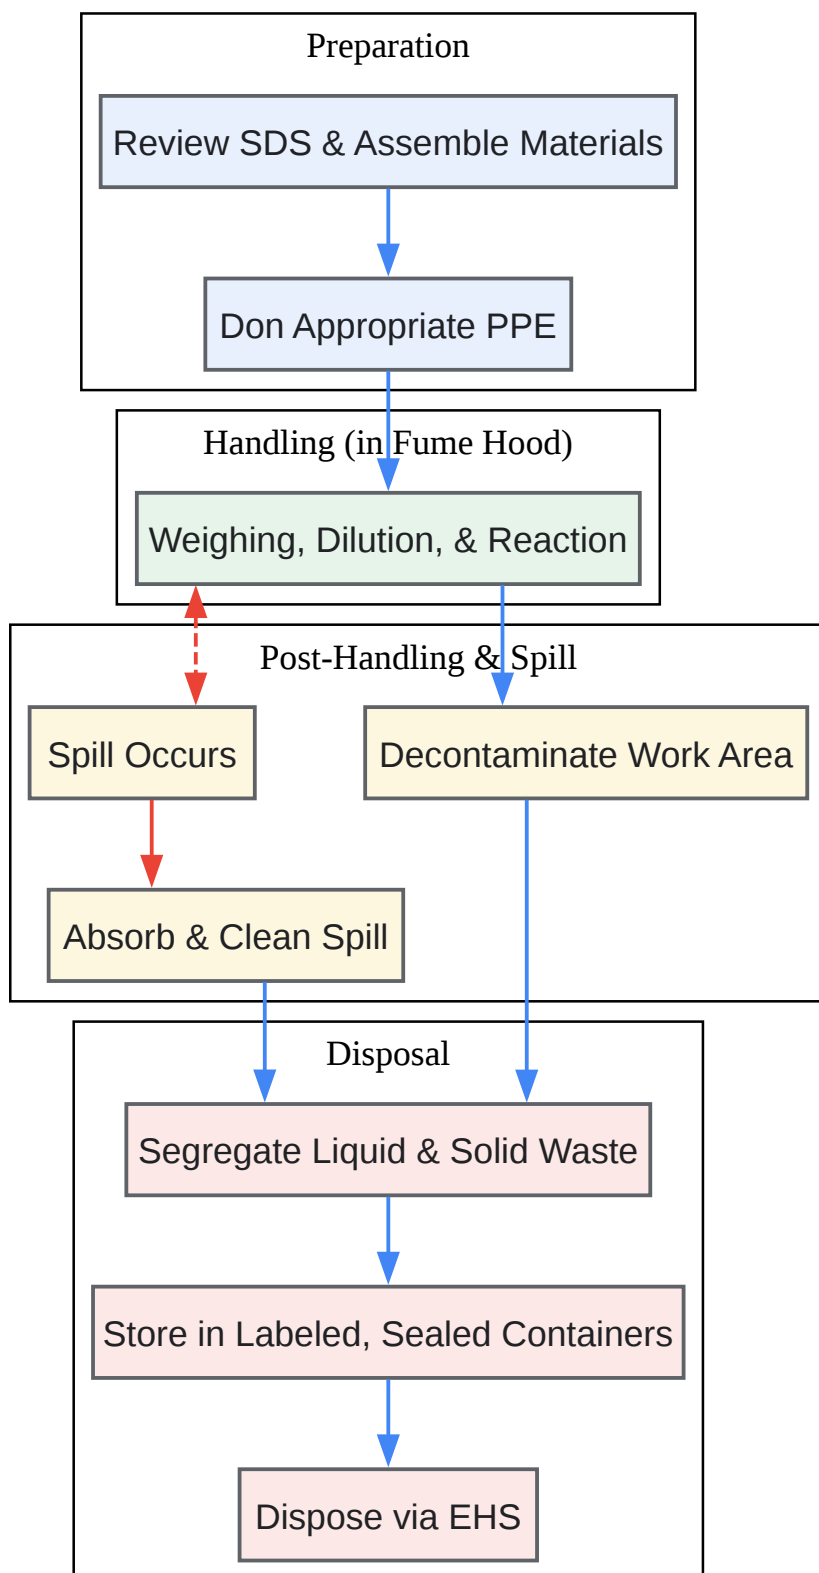 Preparation
Review SDS & Assemble Materials
Don Appropriate PPE
Handling (in Fume Hood)
Weighing, Dilution, & Reaction
Post-Handling & Spill
Spill Occurs
Decontaminate Work Area
Absorb & Clean Spill
Disposal
Segregate Liquid & Solid Waste
Store in Labeled, Sealed Containers
Dispose via EHS